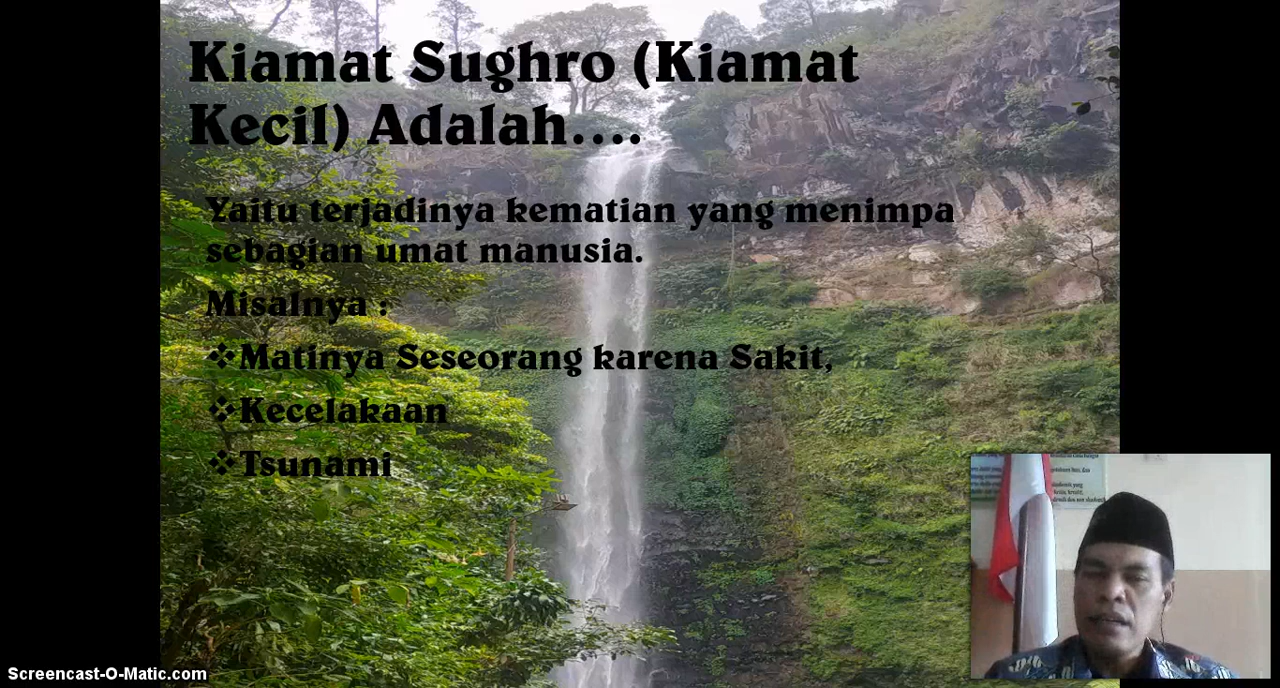 Kiamat Sughro (Kiamat
Kecil) Adalah....
Yaitu terjadinya kematian yang menimpa
sebagian umat manusia.
Misalnya :
❖Matinya Seseorang karena Sakit,
❖Kecelakaan
❖Tsunami
Screencast-O-Matic.com